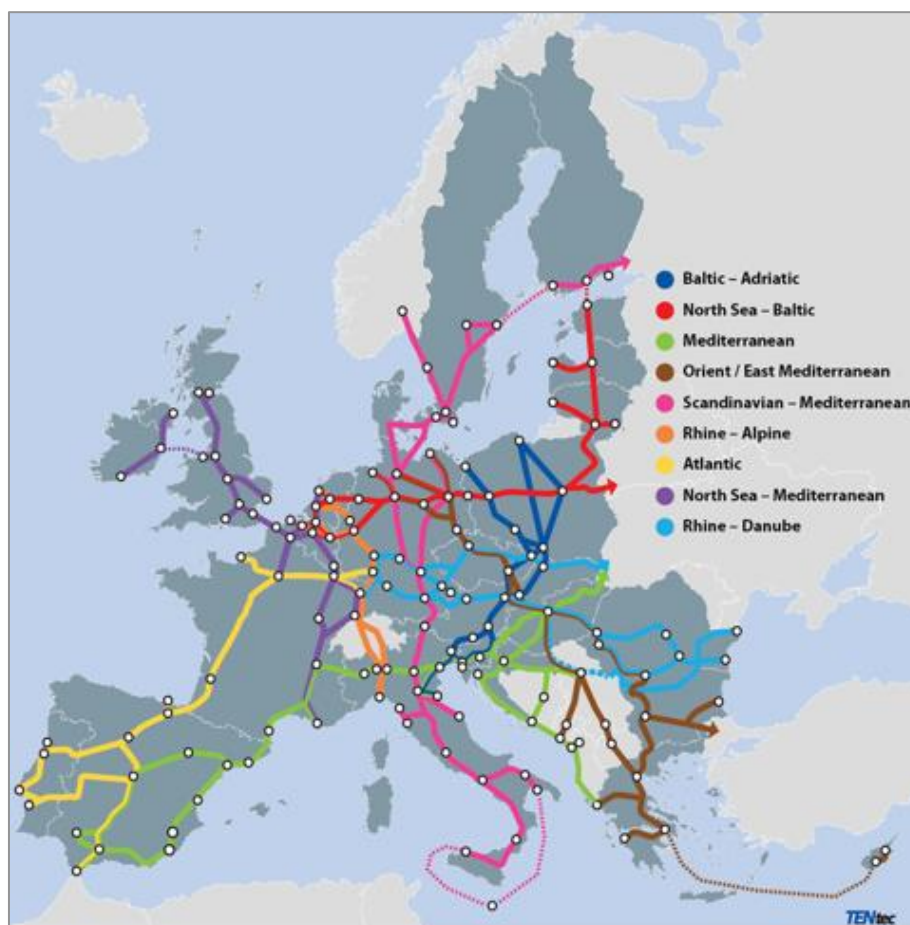 Baltic – Adriatic
North Sea – Baltic
Mediterranean
Orient / East Mediterranean
Scandinavian – Mediterranean
Rhine – Alpine
Atlantic
North Sea – Mediterranean
Rhine – Danube
TENtec